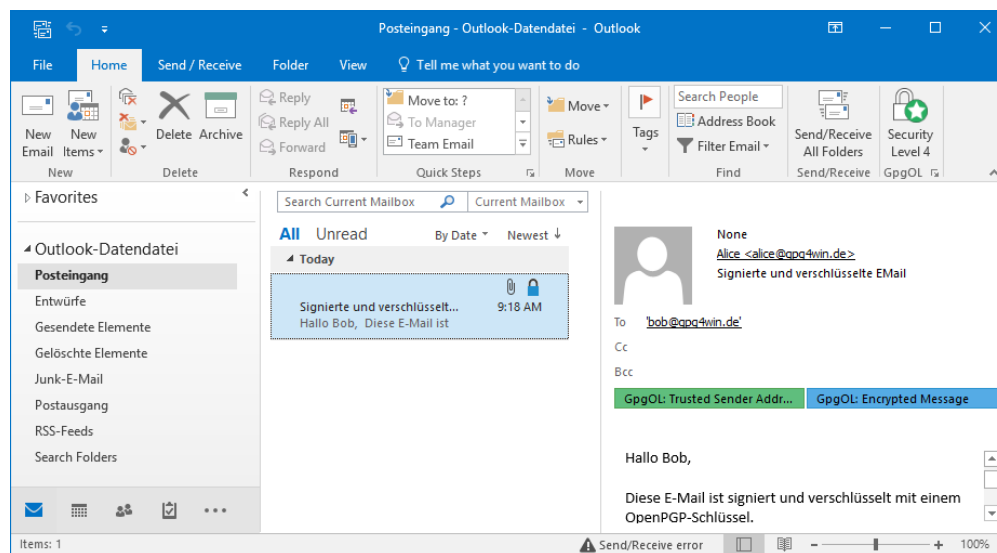 Posteingang - Outlook-Datendatei - Outlook
File Home Send / Receive Folder View Tell me what you want to do
New Email
New Items
Delete
Archive
New
Delete
Reply
Reply All
Forward
Respond
Move to: ?
To Manager
Team Email
Quick Steps
Move
Rules
Move
Tags
Search People
Address Book
Filter Email
Find
Send/Receive All Folders
Send/Receive
Security Level 4
GpgOL
Favorites
Outlook-Datendatei
Posteingang
Entwürfe
Gesendete Elemente
Gelöschte Elemente
Junk-E-Mail
Postausgang
RSS-Feeds
Search Folders
Search Current Mailbox Current Mailbox
All Unread By Date Newest
Today
Signierte und verschlüsselt... 9:18 AM
Hallo Bob, Diese E-Mail ist
None
Alice <alice@gpg4win.de>
Signierte und verschlüsselte EMail
To 'bob@gpg4win.de'
Cc
Bcc
GpgOL: Trusted Sender Addr... GpgOL: Encrypted Message
Hallo Bob,
Diese E-Mail ist signiert und verschlüsselt mit einem
OpenPGP-Schlüssel.
Items: 1 Send/Receive error 100%